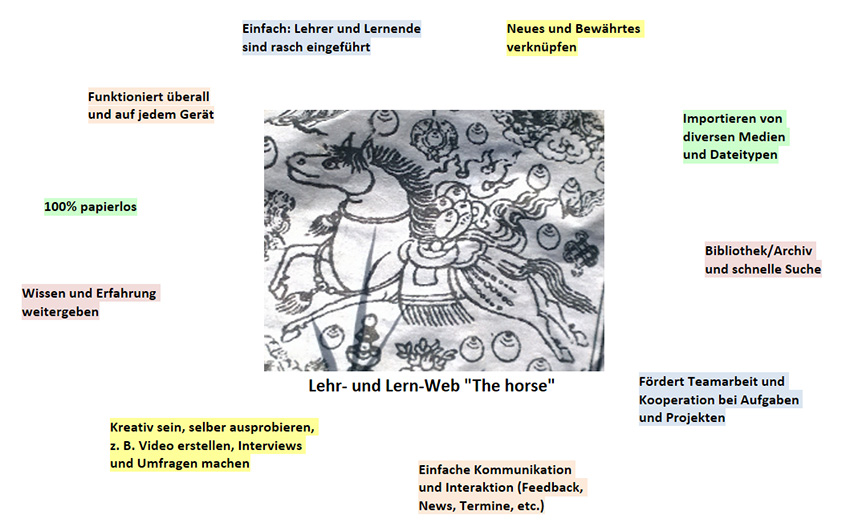 Einfach: Lehrer und Lernende
sind rasch eingeführt
Neues und Bewährtes
verknüpfen
Funktioniert überall
und auf jedem Gerät
Importieren von
diversen Medien
und Dateitypen
100% papierlos
Bibliothek/Archiv
und schnelle Suche
Wissen und Erfahrung
weitergeben
Lehr- und Lern-Web "The horse"
Fördert Teamarbeit und
Kooperation bei Aufgaben
und Projekten
Kreativ sein, selber ausprobieren,
z. B. Video erstellen, Interviews
und Umfragen machen
Einfache Kommunikation
und Interaktion (Feedback,
News, Termine, etc.)